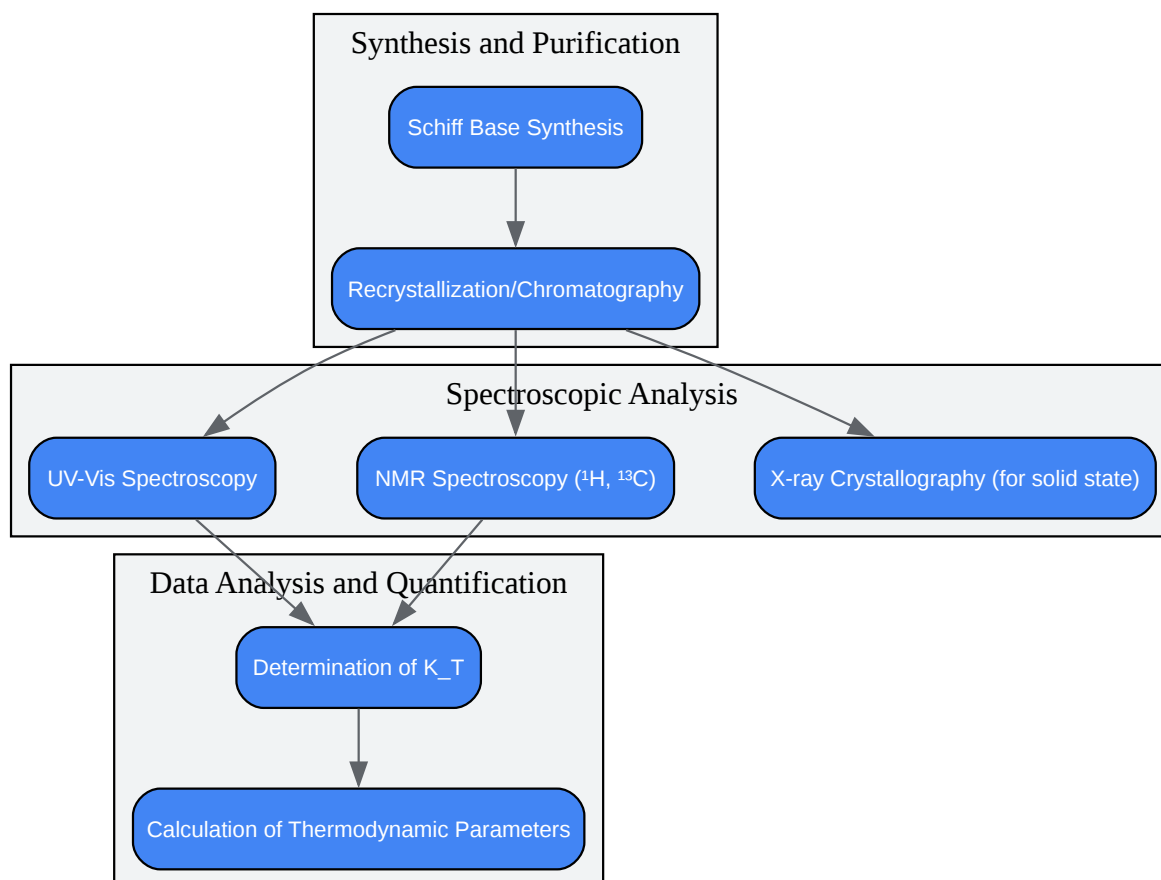 Synthesis and Purification
Schiff Base Synthesis
Recrystallization/Chromatography
Spectroscopic Analysis
UV-Vis Spectroscopy
NMR Spectroscopy (¹H, ¹³C)
X-ray Crystallography (for solid state)
Data Analysis and Quantification
Determination of K_T
Calculation of Thermodynamic Parameters